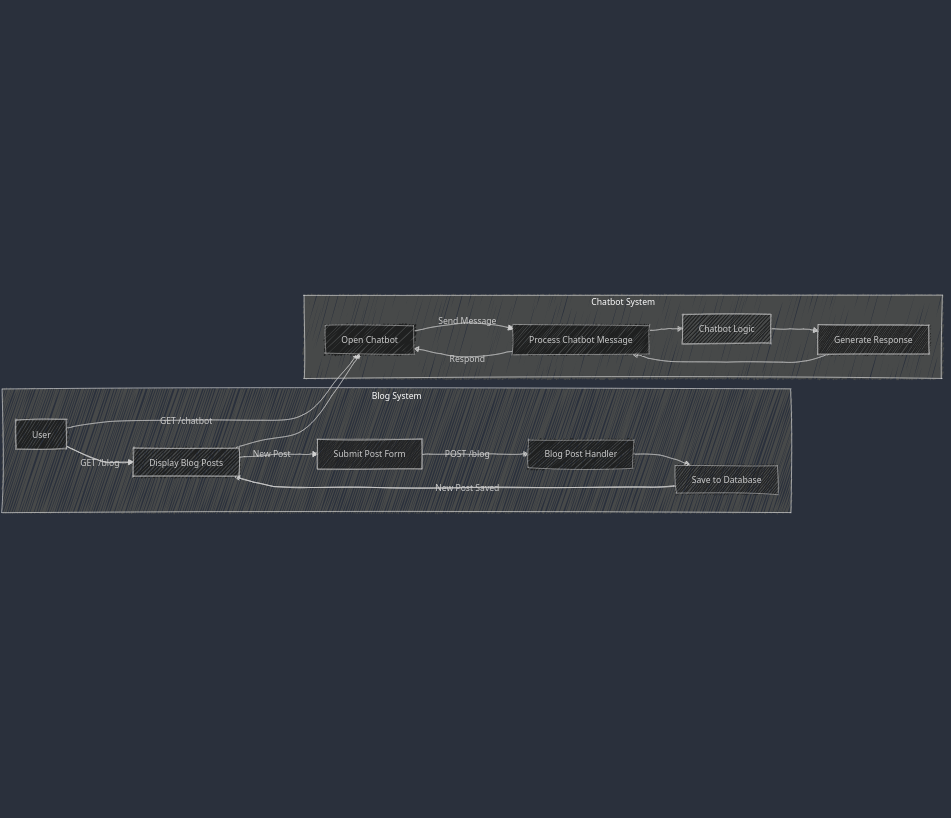 Chatbot System
Send Message
Open Chatbot
Process Chatbot Message
Chatbot Logic
Generate Response
Respond
Blog System
GET /chatbot
User
GET /blog
Display Blog Posts
New Post
Submit Post Form
POST /blog
Blog Post Handler
Save to Database
New Post Saved